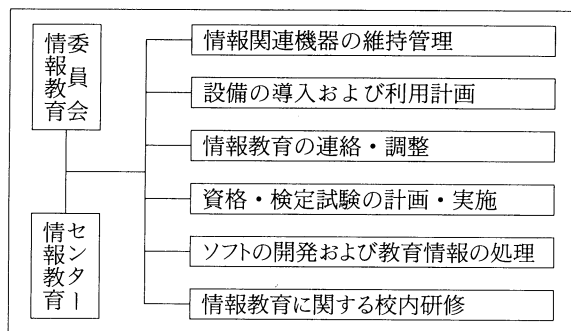 情報教育
委員会
情報教育
センター
情報関連機器の維持管理
設備の導入および利用計画
情報教育の連絡・調整
資格・検定試験の計画・実施
ソフトの開発および教育情報の処理
情報教育に関する校内研修